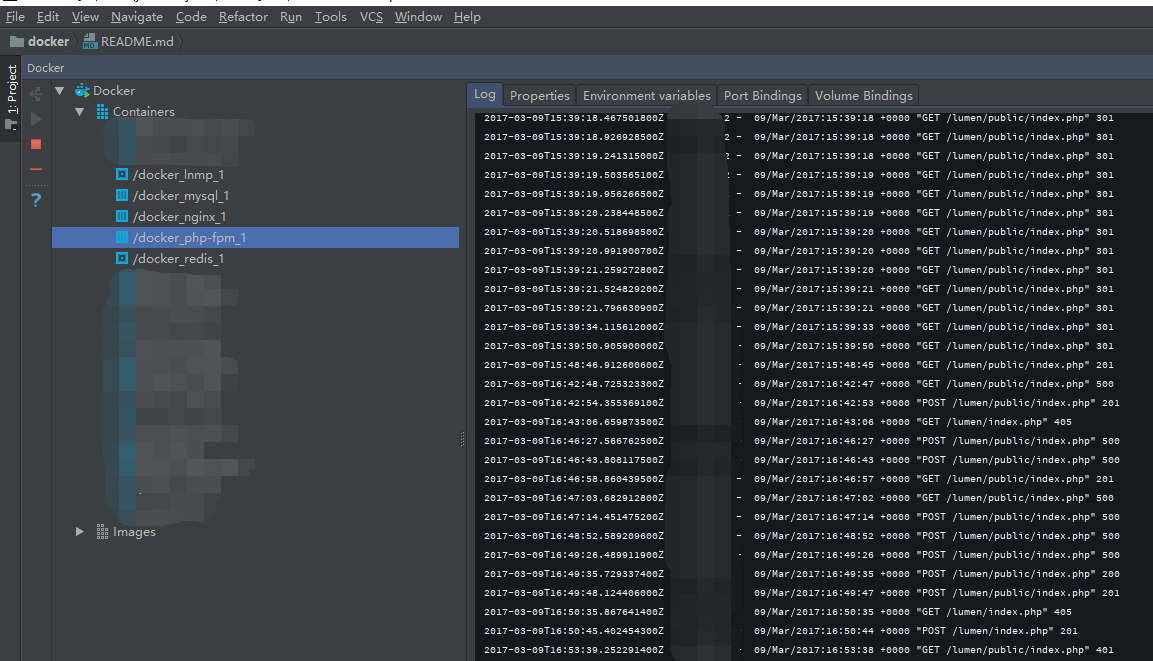 File Edit View Navigate Code Refactor Run Tools VCS Window Help
docker README.md
Docker
1: Project
Docker
Containers
/docker_lnmp_1
/docker_mysql_1
/docker_nginx_1
/docker_php-fpm_1
/docker_redis_1
Images
Log Properties Environment variables Port Bindings Volume Bindings
2017-03-09T15:39:18.467501800Z 2 - 09/Mar/2017:15:39:18 +0000 "GET /lumen/public/index.php" 301
2017-03-09T15:39:18.926928500Z 2 - 09/Mar/2017:15:39:18 +0000 "GET /lumen/public/index.php" 301
2017-03-09T15:39:19.241315000Z 2 - 09/Mar/2017:15:39:18 +0000 "GET /lumen/public/index.php" 301
2017-03-09T15:39:19.503565100Z - 09/Mar/2017:15:39:19 +0000 "GET /lumen/public/index.php" 301
2017-03-09T15:39:19.956266500Z - 09/Mar/2017:15:39:19 +0000 "GET /lumen/public/index.php" 301
2017-03-09T15:39:20.238448500Z - 09/Mar/2017:15:39:19 +0000 "GET /lumen/public/index.php" 301
2017-03-09T15:39:20.518698500Z - 09/Mar/2017:15:39:20 +0000 "GET /lumen/public/index.php" 301
2017-03-09T15:39:20.991900700Z - 09/Mar/2017:15:39:20 +0000 "GET /lumen/public/index.php" 301
2017-03-09T15:39:21.259272800Z - 09/Mar/2017:15:39:20 +0000 "GET /lumen/public/index.php" 301
2017-03-09T15:39:21.524829200Z - 09/Mar/2017:15:39:21 +0000 "GET /lumen/public/index.php" 301
2017-03-09T15:39:21.796630900Z - 09/Mar/2017:15:39:21 +0000 "GET /lumen/public/index.php" 301
2017-03-09T15:39:34.115612000Z - 09/Mar/2017:15:39:33 +0000 "GET /lumen/public/index.php" 301
2017-03-09T15:39:50.905900000Z - 09/Mar/2017:15:39:50 +0000 "GET /lumen/public/index.php" 301
2017-03-09T15:48:46.912600600Z - 09/Mar/2017:15:48:45 +0000 "GET /lumen/public/index.php" 201
2017-03-09T16:42:48.725323300Z - 09/Mar/2017:16:42:47 +0000 "GET /lumen/public/index.php" 500
2017-03-09T16:42:54.355369100Z - 09/Mar/2017:16:42:53 +0000 "POST /lumen/public/index.php" 201
2017-03-09T16:43:06.659873500Z - 09/Mar/2017:16:43:06 +0000 "GET /lumen/index.php" 405
2017-03-09T16:46:27.566762500Z - 09/Mar/2017:16:46:27 +0000 "POST /lumen/public/index.php" 500
2017-03-09T16:46:43.808117500Z - 09/Mar/2017:16:46:43 +0000 "POST /lumen/public/index.php" 500
2017-03-09T16:46:58.860439500Z - 09/Mar/2017:16:46:57 +0000 "GET /lumen/public/index.php" 201
2017-03-09T16:47:03.682912800Z - 09/Mar/2017:16:47:02 +0000 "GET /lumen/public/index.php" 500
2017-03-09T16:47:14.451475200Z - 09/Mar/2017:16:47:14 +0000 "POST /lumen/public/index.php" 500
2017-03-09T16:48:52.589209600Z - 09/Mar/2017:16:48:52 +0000 "POST /lumen/public/index.php" 500
2017-03-09T16:49:26.489911900Z - 09/Mar/2017:16:49:26 +0000 "POST /lumen/public/index.php" 500
2017-03-09T16:49:35.729337400Z 09/Mar/2017:16:49:35 +0000 "POST /lumen/public/index.php" 200
2017-03-09T16:49:48.124406000Z 09/Mar/2017:16:49:47 +0000 "POST /lumen/public/index.php" 201
2017-03-09T16:50:35.867641400Z 09/Mar/2017:16:50:35 +0000 "GET /lumen/index.php" 405
2017-03-09T16:50:45.402454300Z 09/Mar/2017:16:50:44 +0000 "POST /lumen/index.php" 201
2017-03-09T16:53:39.252291400Z 09/Mar/2017:16:53:38 +0000 "GET /lumen/public/index.php" 401